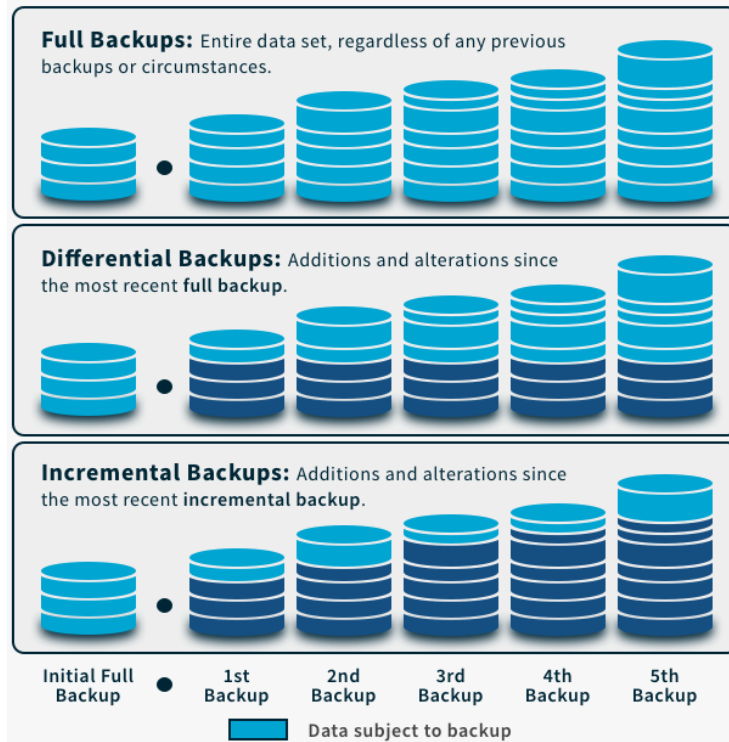 Full Backups: Entire data set, regardless of any previous
backups or circumstances.
Differential Backups: Additions and alterations since
the most recent full backup.
Incremental Backups: Additions and alterations since
the most recent incremental backup.
Initial Full
Backup
1st
Backup
2nd
Backup
3rd
Backup
4th
Backup
5th
Backup
Data subject to backup